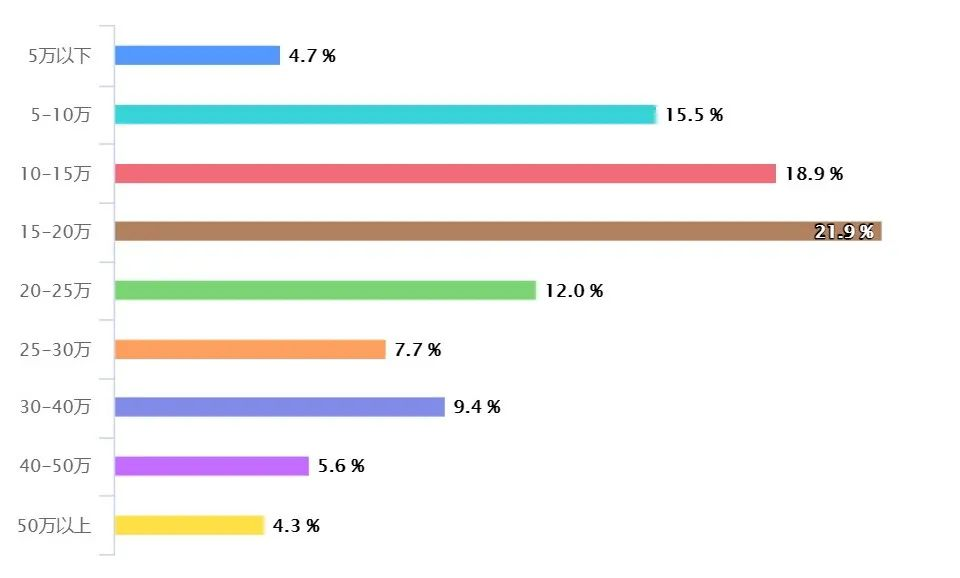 5万以下 4.7 %
5-10万 15.5 %
10-15万 18.9 %
15-20万 21.9 %
20-25万 12.0 %
25-30万 7.7 %
30-40万 9.4 %
40-50万 5.6 %
50万以上 4.3 %